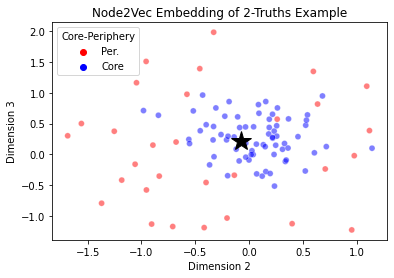 Node2Vec Embedding of 2-Truths Example
Core-Periphery
Per.
Core
2.0
1.5
1.0
0.5
0.0
−0.5
−1.0
Dimension 3
−1.5 −1.0 −0.5 0.0 0.5 1.0
Dimension 2